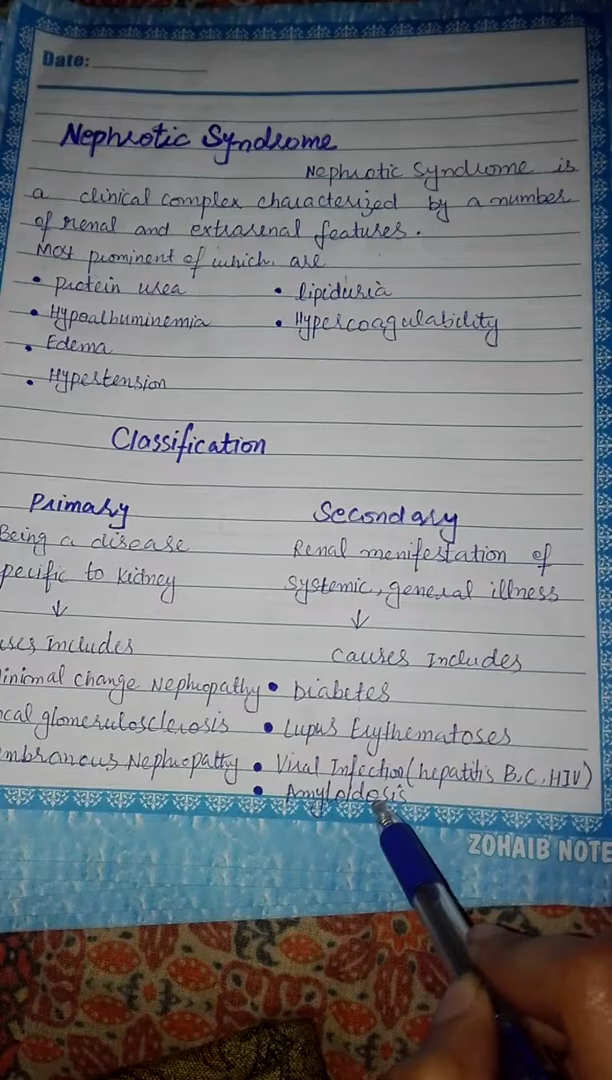 Date:
Nephrotic Syndrome
Nephrotic Syndrome is
a clinical complex characterized by a number
of renal and extrarenal features.
Most prominent of which are
• protein urea • lipiduria
• Hypoalbuminemia • Hypercoagulability
• Edema
• Hypertension
Classification
Primary Secondary
Being a disease Renal menifestation of
pecific to kidney systemic, general illness
↓ ↓
uses Includes Causes Includes
inimal change Nephropathy • Diabetes
ocal glomerulosclerosis • Lupus Erythematoses
mbranous Nephropathy • Viral Infection (hepatitis B, C, HIV)
• Amyloidosis
ZOHAIB NOTE